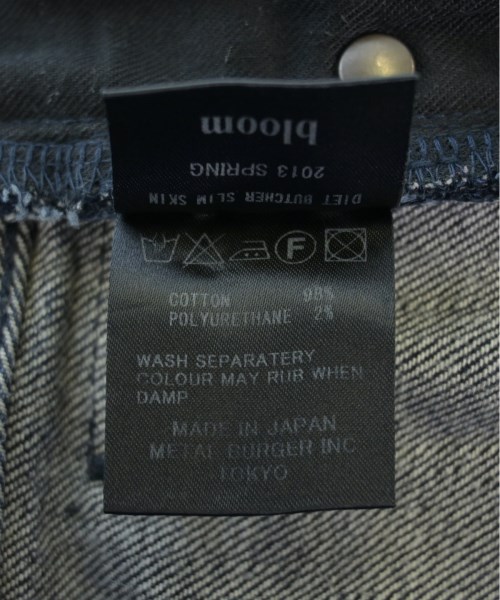 bloom
2013 SPRING
DIET BUTCHER SLIM SKIN
F
COTTON 98%
POLYURETHANE 2%
WASH SEPARATERY
COLOUR MAY RUB WHEN
DAMP
MADE IN JAPAN
METAL BURGER INC
TOKYO